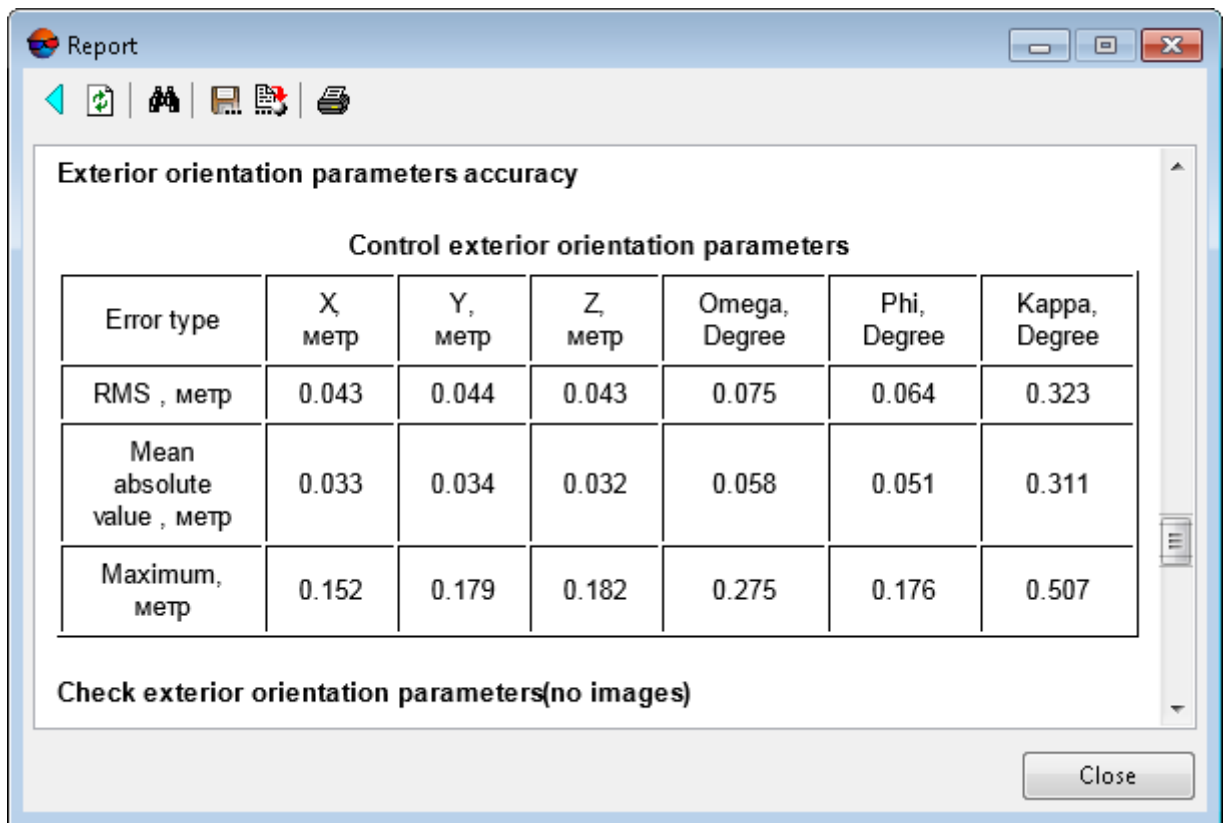 Report
Exterior orientation parameters accuracy
Control exterior orientation parameters
Error type X, метр Y, метр Z, метр Omega, Degree Phi, Degree Kappa, Degree
RMS , метр 0.043 0.044 0.043 0.075 0.064 0.323
Mean absolute value , метр 0.033 0.034 0.032 0.058 0.051 0.311
Maximum, метр 0.152 0.179 0.182 0.275 0.176 0.507
Check exterior orientation parameters(no images)
Close